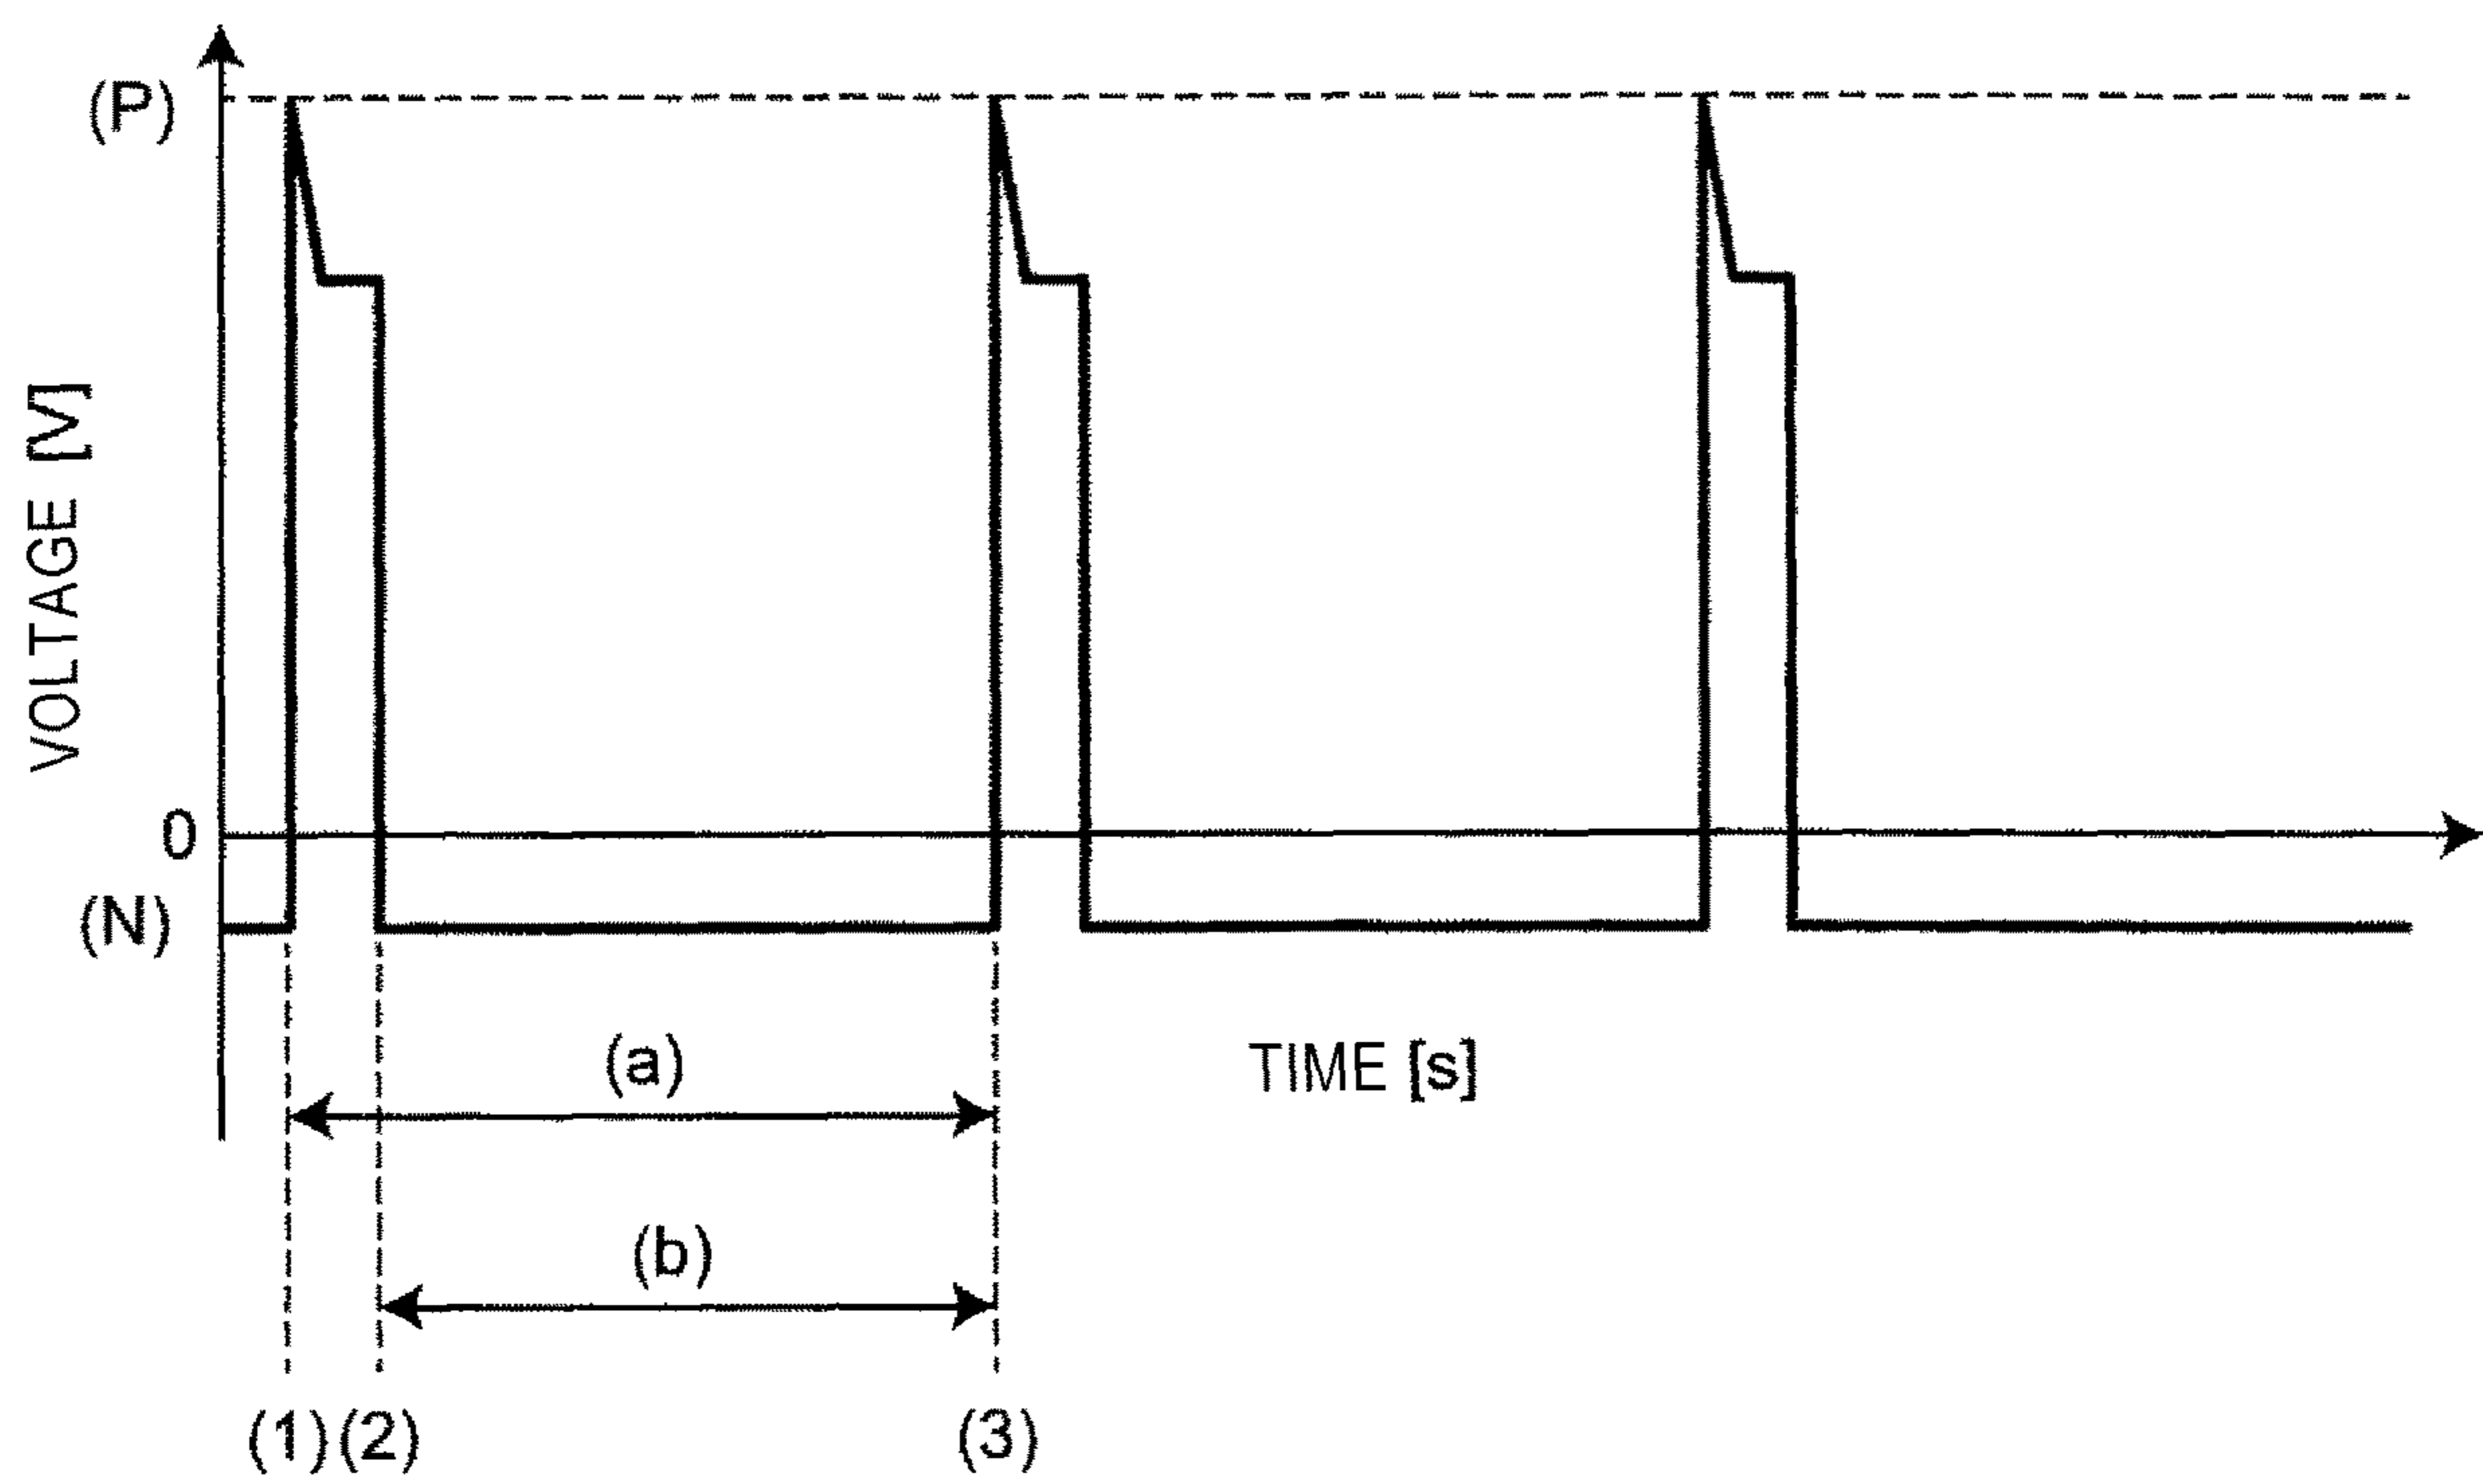 (P)
VOLTAGE [V]
0
(N)
(a)
TIME [s]
(b)
(1) (2) (3)